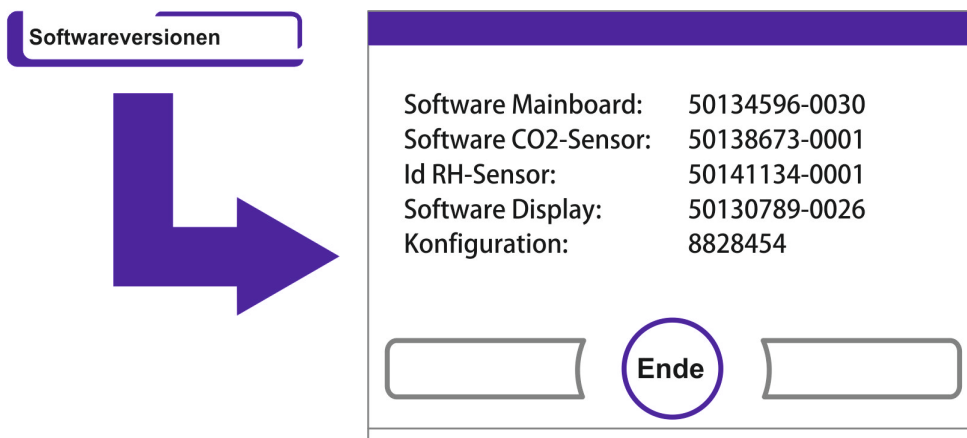 Softwareversionen
Software Mainboard: 50134596-0030
Software CO2-Sensor: 50138673-0001
Id RH-Sensor: 50141134-0001
Software Display: 50130789-0026
Konfiguration: 8828454
Ende